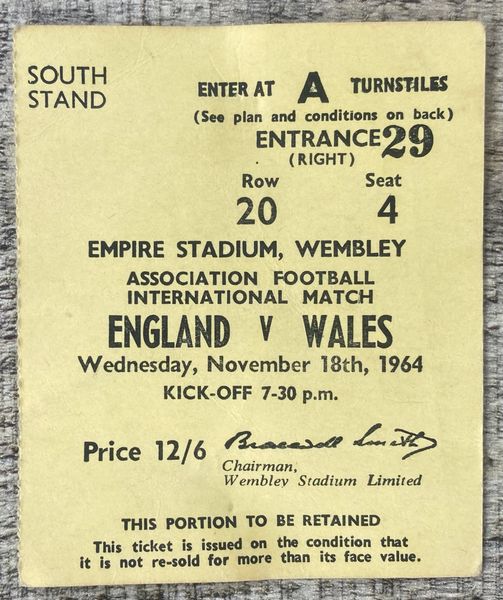 SOUTH
STAND
ENTER AT A TURNSTILES
(See plan and conditions on back)
ENTRANCE 29
(RIGHT)
Row Seat
20 4
EMPIRE STADIUM, WEMBLEY
ASSOCIATION FOOTBALL
INTERNATIONAL MATCH
ENGLAND V WALES
Wednesday, November 18th, 1964
KICK-OFF 7-30 p.m.
Price 12/6 Bracewell Smith
Chairman,
Wembley Stadium Limited
THIS PORTION TO BE RETAINED
This ticket is issued on the condition that
it is not re-sold for more than its face value.